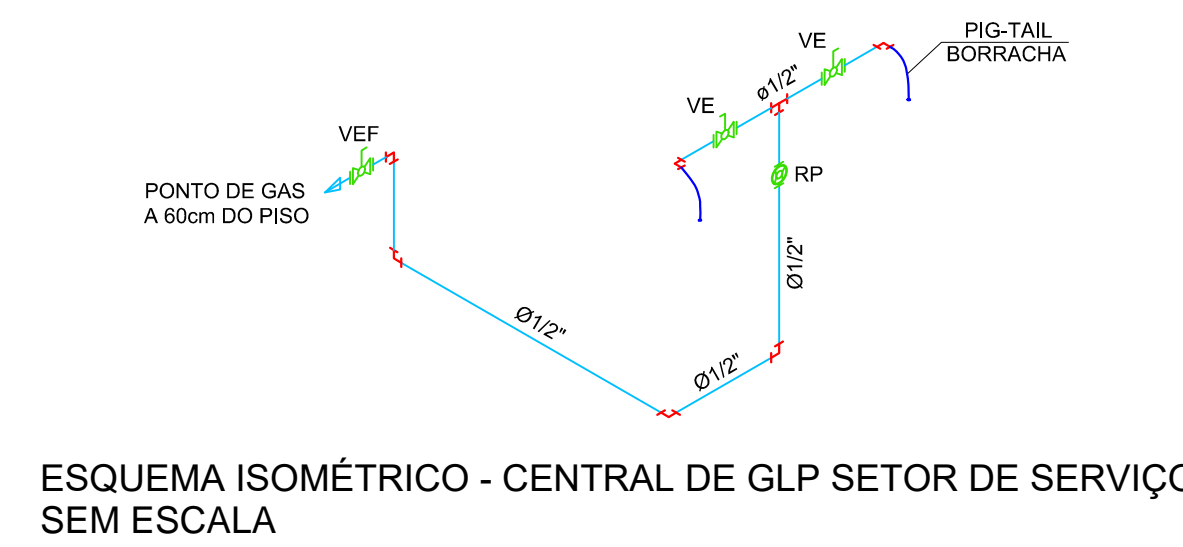 PIG-TAIL
BORRACHA
VE
ø1/2"
VE
VEF
RP
PONTO DE GAS
A 60cm DO PISO
Ø1/2"
Ø1/2"
Ø1/2"
ESQUEMA ISOMÉTRICO - CENTRAL DE GLP SETOR DE SERVIÇO
SEM ESCALA